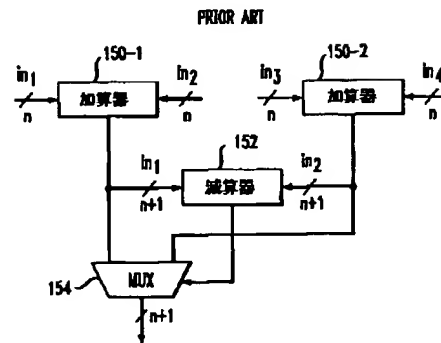 PRIOR ART
150-1
150-2
in1
in2
in3
in4
加算器
加算器
n
n
n
n
152
in1
in2
減算器
n+1
n+1
154
MUX
n+1